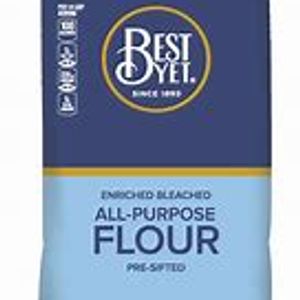 BEST
YET.
SINCE 1893
ENRICHED BLEACHED
ALL-PURPOSE
FLOUR
PRE-SIFTED